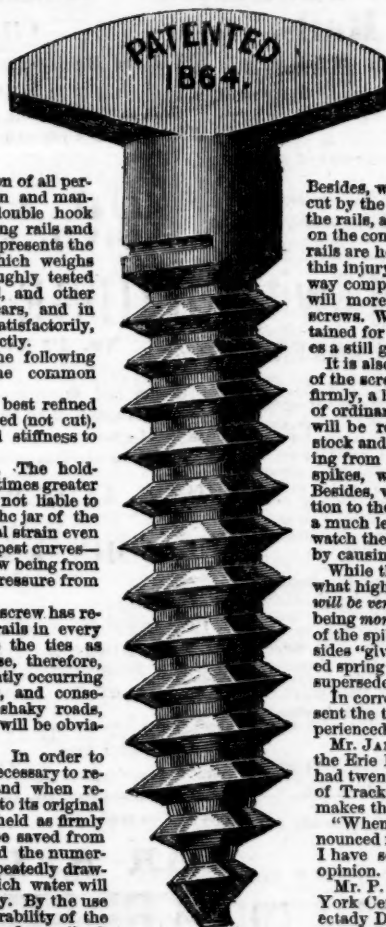 PATENTED
1864.
on of all per-
n and man-
double hook
ng rails and
presents the
hich weighs
ughly tested
l, and other
ears, and in
atisfactorily,
ctly.
he following
he common
best refined
ed (not cut),
l stiffness to
The hold-
times greater
not liable to
he jar of the
al strain even
pest curves—
w being from
ressure from
screw has re-
rails in every
the ties as
se, therefore,
tly occurring
, and conse-
shaky roads,
will be obvia-
In order to
ecessary to re-
nd when re-
to its original
held as firmly
e saved from
d the numer-
peatedly draw-
ich water will
y. By the use
rability of the
Besides, w
cut by the
the rails, a
on the con
rails are he
this injury
way comp
will more
screws. W
tained for
es a still g
It is also
of the scr
firmly, a h
of ordinar
will be re
stock and
ing from
spikes, w
Besides, w
tion to the
a much le
watch the
by causin
While th
what high
will be ver
being mor
of the spi
sides "giv
ed spring
supersede
In corre
sent the t
perienced
Mr. JAM
the Erie
had twen
of Track
makes th
"When
nounced
I have s
opinion.
Mr. P.
York Cen
ectady D